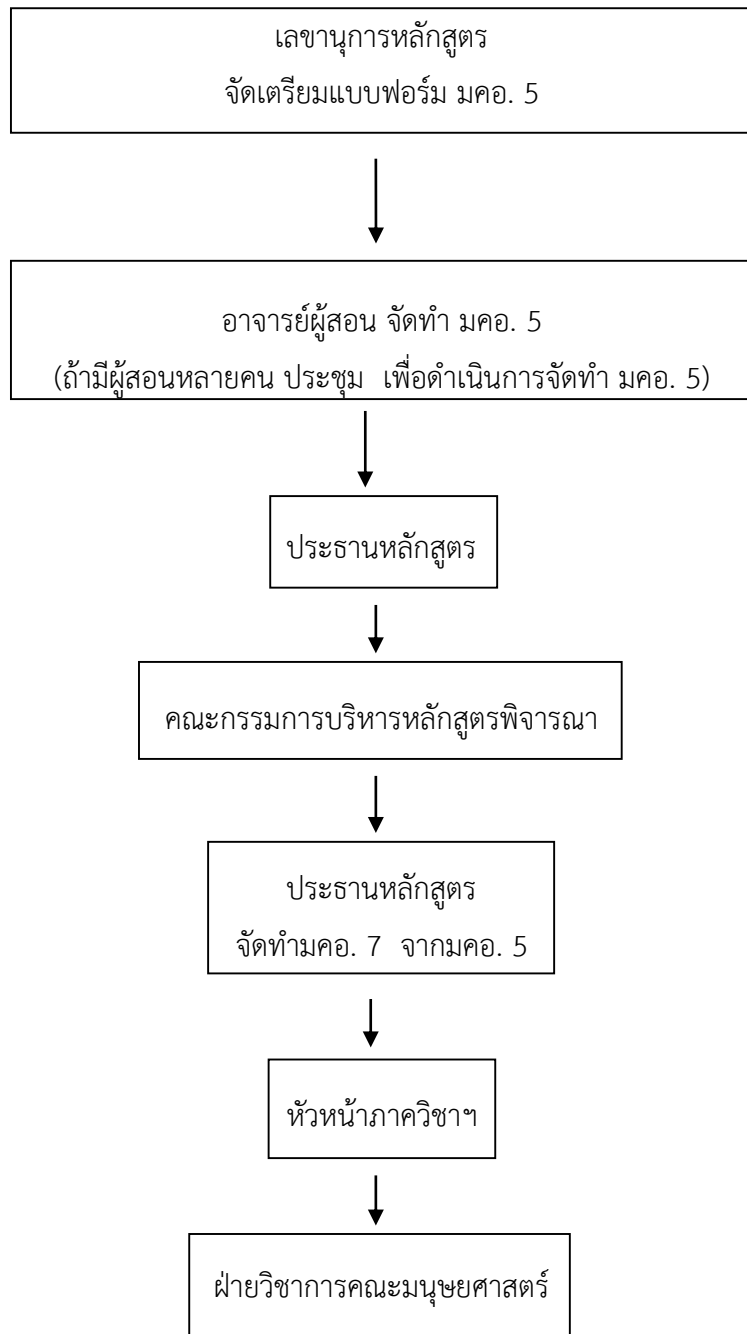 เลขานุการหลักสูตร
จัดเตรียมแบบฟอร์ม มคอ. 5
อาจารย์ผู้สอน จัดทำ มคอ. 5
(ถ้ามีผู้สอนหลายคน ประชุม เพื่อดำเนินการจัดทำ มคอ. 5)
ประธานหลักสูตร
คณะกรรมการบริหารหลักสูตรพิจารณา
ประธานหลักสูตร
จัดทำมคอ. 7 จากมคอ. 5
หัวหน้าภาควิชาฯ
ฝ่ายวิชาการคณะมนุษยศาสตร์